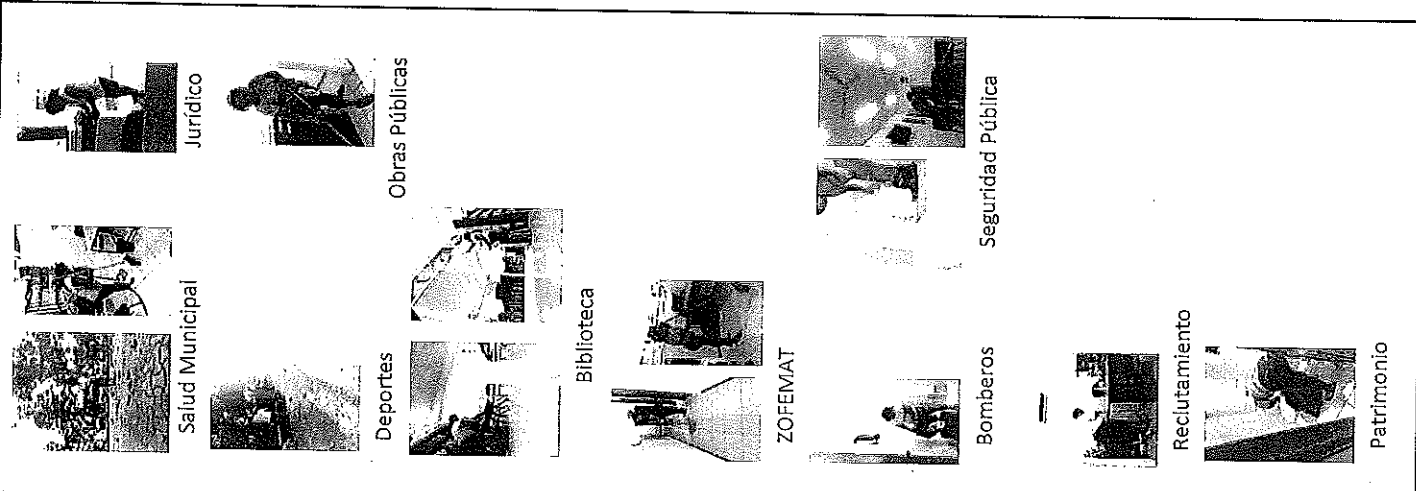 Salud Municipal
Jurídico
Deportes
Obras Públicas
Biblioteca
ZOFEMAT
Bomberos
Seguridad Pública
Reclutamiento
Patrimonio